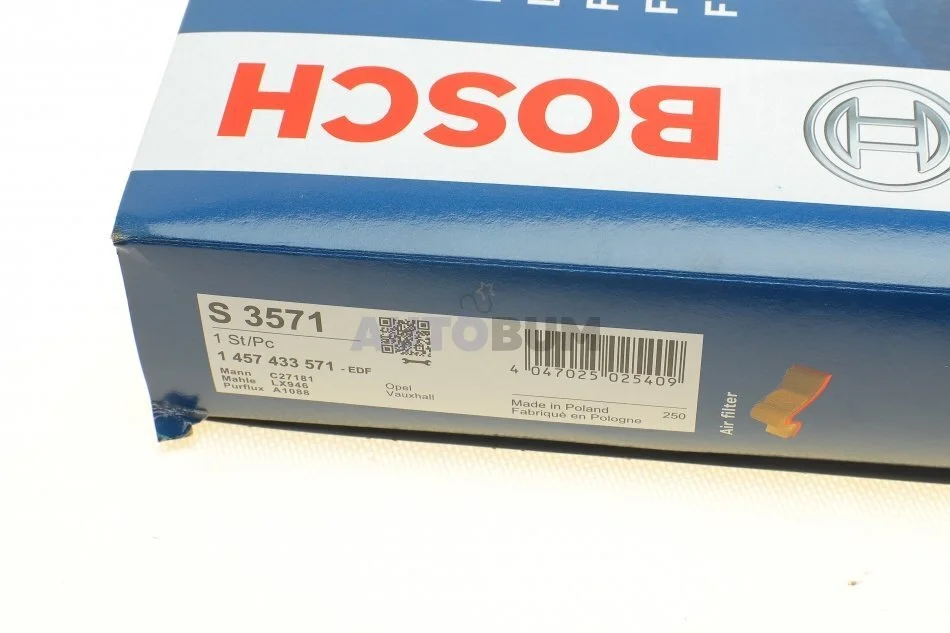 BOSCH
S 3571
1 St/Pc
1 457 433 571 - EDF
Mann C27181
Mahle LX946
Purflux A1088
Opel
Vauxhall
AUTOBUM
4 047025 025409
Made in Poland
Fabriqué en Pologne
250
Air filter